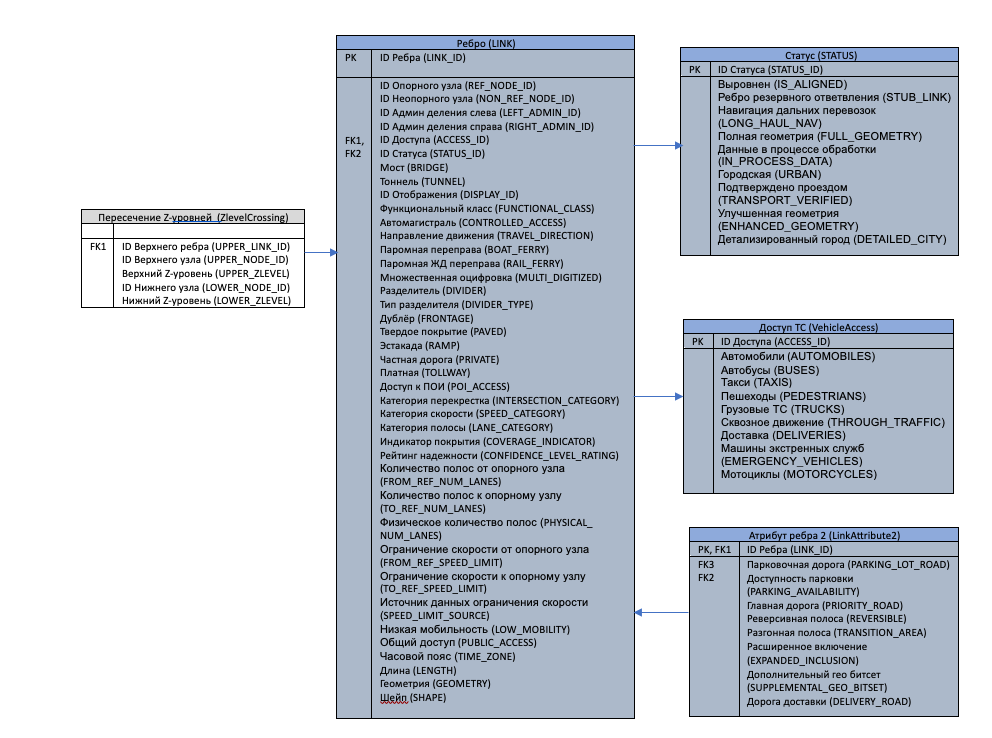 Пересечение Z-уровней (ZlevelCrossing)
FK1
ID Верхнего ребра (UPPER_LINK_ID)
ID Верхнего узла (UPPER_NODE_ID)
Верхний Z-уровень (UPPER_ZLEVEL)
ID Нижнего узла (LOWER_NODE_ID)
Нижний Z-уровень (LOWER_ZLEVEL)
Ребро (LINK)
PK ID Ребра (LINK_ID)
ID Опорного узла (REF_NODE_ID)
ID Неопорного узла (NON_REF_NODE_ID)
ID Админ деления слева (LEFT_ADMIN_ID)
ID Админ деления справа (RIGHT_ADMIN_ID)
FK1, ID Доступа (ACCESS_ID)
FK2 ID Статуса (STATUS_ID)
Мост (BRIDGE)
Тоннель (TUNNEL)
ID Отображения (DISPLAY_ID)
Функциональный класс (FUNCTIONAL_CLASS)
Автомагистраль (CONTROLLED_ACCESS)
Направление движения (TRAVEL_DIRECTION)
Паромная переправа (BOAT_FERRY)
Паромная ЖД переправа (RAIL_FERRY)
Множественная оцифровка (MULTI_DIGITIZED)
Разделитель (DIVIDER)
Тип разделителя (DIVIDER_TYPE)
Дублёр (FRONTAGE)
Твердое покрытие (PAVED)
Эстакада (RAMP)
Частная дорога (PRIVATE)
Платная (TOLLWAY)
Доступ к ПОИ (POI_ACCESS)
Категория перекрестка (INTERSECTION_CATEGORY)
Категория скорости (SPEED_CATEGORY)
Категория полосы (LANE_CATEGORY)
Индикатор покрытия (COVERAGE_INDICATOR)
Рейтинг надежности (CONFIDENCE_LEVEL_RATING)
Количество полос от опорного узла
(FROM_REF_NUM_LANES)
Количество полос к опорному узлу
(TO_REF_NUM_LANES)
Физическое количество полос (PHYSICAL_
NUM_LANES)
Ограничение скорости от опорного узла
(FROM_REF_SPEED_LIMIT)
Ограничение скорости к опорному узлу
(TO_REF_SPEED_LIMIT)
Источник данных ограничения скорости
(SPEED_LIMIT_SOURCE)
Низкая мобильность (LOW_MOBILITY)
Общий доступ (PUBLIC_ACCESS)
Часовой пояс (TIME_ZONE)
Длина (LENGTH)
Геометрия (GEOMETRY)
Шейп (SHAPE)
Статус (STATUS)
PK ID Статуса (STATUS_ID)
Выровнен (IS_ALIGNED)
Ребро резервного ответвления (STUB_LINK)
Навигация дальних перевозок
(LONG_HAUL_NAV)
Полная геометрия (FULL_GEOMETRY)
Данные в процессе обработки
(IN_PROCESS_DATA)
Городская (URBAN)
Подтверждено проездом
(TRANSPORT_VERIFIED)
Улучшенная геометрия
(ENHANCED_GEOMETRY)
Детализированный город (DETAILED_CITY)
Доступ ТС (VehicleAccess)
PK ID Доступа (ACCESS_ID)
Автомобили (AUTOMOBILES)
Автобусы (BUSES)
Такси (TAXIS)
Пешеходы (PEDESTRIANS)
Грузовые ТС (TRUCKS)
Сквозное движение (THROUGH_TRAFFIC)
Доставка (DELIVERIES)
Машины экстренных служб
(EMERGENCY_VEHICLES)
Мотоциклы (MOTORCYCLES)
Атрибут ребра 2 (LinkAttribute2)
PK, FK1 ID Ребра (LINK_ID)
FK3 Парковочная дорога (PARKING_LOT_ROAD)
FK2 Доступность парковки
(PARKING_AVAILABILITY)
Главная дорога (PRIORITY_ROAD)
Реверсивная полоса (REVERSIBLE)
Разгонная полоса (TRANSITION_AREA)
Расширенное включение
(EXPANDED_INCLUSION)
Дополнительный гео битсет
(SUPPLEMENTAL_GEO_BITSET)
Дорога доставки (DELIVERY_ROAD)